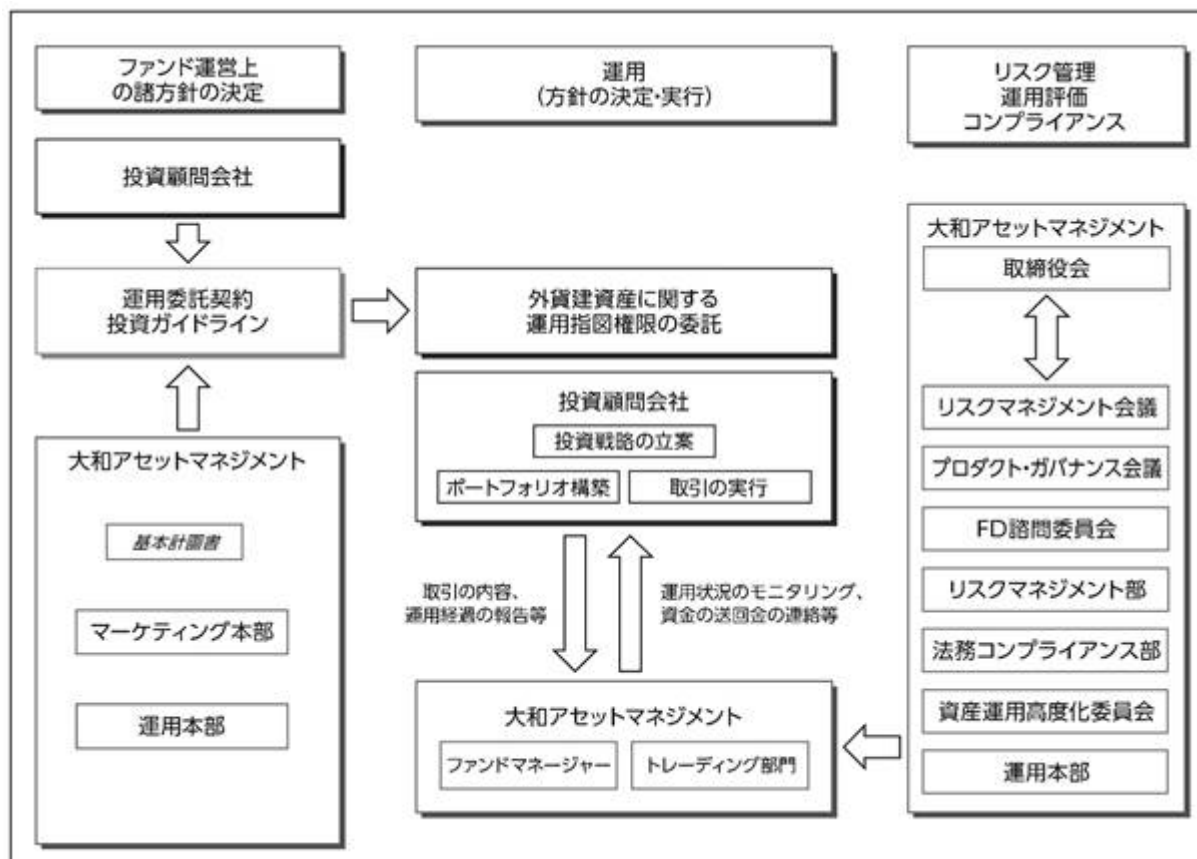 ファンド運営上
の諸方針の決定
投資顧問会社
運用委託契約
投資ガイドライン
大和アセットマネジメント
基本計画書
マーケティング本部
運用本部
運用
(方針の決定・実行)
外貨建資産に関する
運用指図権限の委託
投資顧問会社
投資戦略の立案
ポートフォリオ構築
取引の実行
取引の内容、
運用経過の報告等
運用状況のモニタリング、
資金の送回金の連絡等
大和アセットマネジメント
ファンドマネージャー
トレーディング部門
リスク管理
運用評価
コンプライアンス
大和アセットマネジメント
取締役会
リスクマネジメント会議
プロダクト・ガバナンス会議
FD諮問委員会
リスクマネジメント部
法務コンプライアンス部
資産運用高度化委員会
運用本部